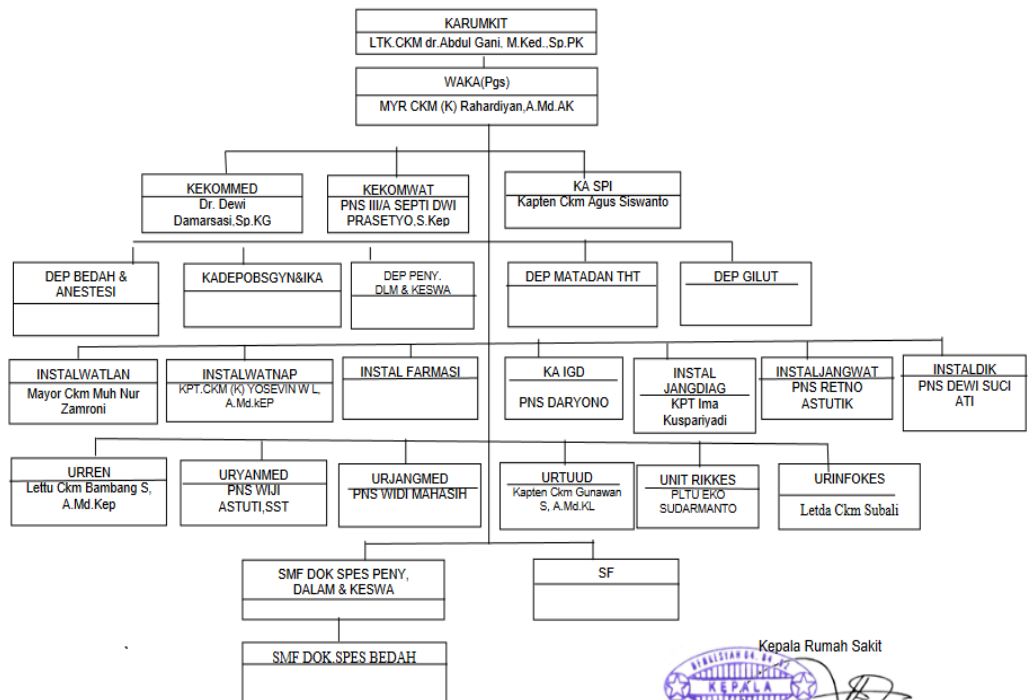 KARUMKIT
LTK.CKM dr.Abdul Gani. M.Ked.,Sp.PK
WAKA(Pgs)
MYR CKM (K) Rahardiyan,A.Md.AK
KEKOMMED
Dr. Dewi
Damarsasi,Sp.KG
KEKOMWAT
PNS III/A SEPTI DWI
PRASETYO,S.Kep
KA SPI
Kapten Ckm Agus Siswanto
DEP BEDAH &
ANESTESI
KADEPOBSGYN&IKA
DEP PENY.
DLM & KESWA
DEP MATADAN THT
DEP GILUT
INSTALWATLAN
Mayor Ckm Muh Nur
Zamroni
INSTALWATNAP
KPT.CKM (K) YOSEVIN W L,
A.Md.kEP
INSTAL FARMASI
KA IGD
PNS DARYONO
INSTAL
JANGDIAG
KPT Ima
Kuspariyadi
INSTALJANGWAT
PNS RETNO
ASTUTIK
INSTALDIK
PNS DEWI SUCI
ATI
URREN
Lettu Ckm Bambang S,
A.Md.Kep
URYANMED
PNS WIJI
ASTUTI,SST
URJANGMED
PNS WIDI MAHASIH
URTUUD
Kapten Ckm Gunawan
S, A.Md.KL
UNIT RIKKES
PLTU EKO
SUDARMANTO
URINFOKES
Letda Ckm Subali
SMF DOK SPES PENY,
DALAM & KESWA
SF
SMF DOK.SPES BEDAH
Kepala Rumah Sakit
KEPALA